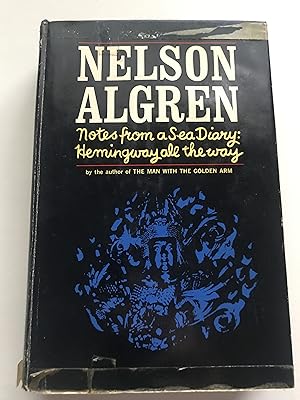 NELSON
ALGREN
Notes from a Sea Diary:
Hemingway all the way
by the author of THE MAN WITH THE GOLDEN ARM